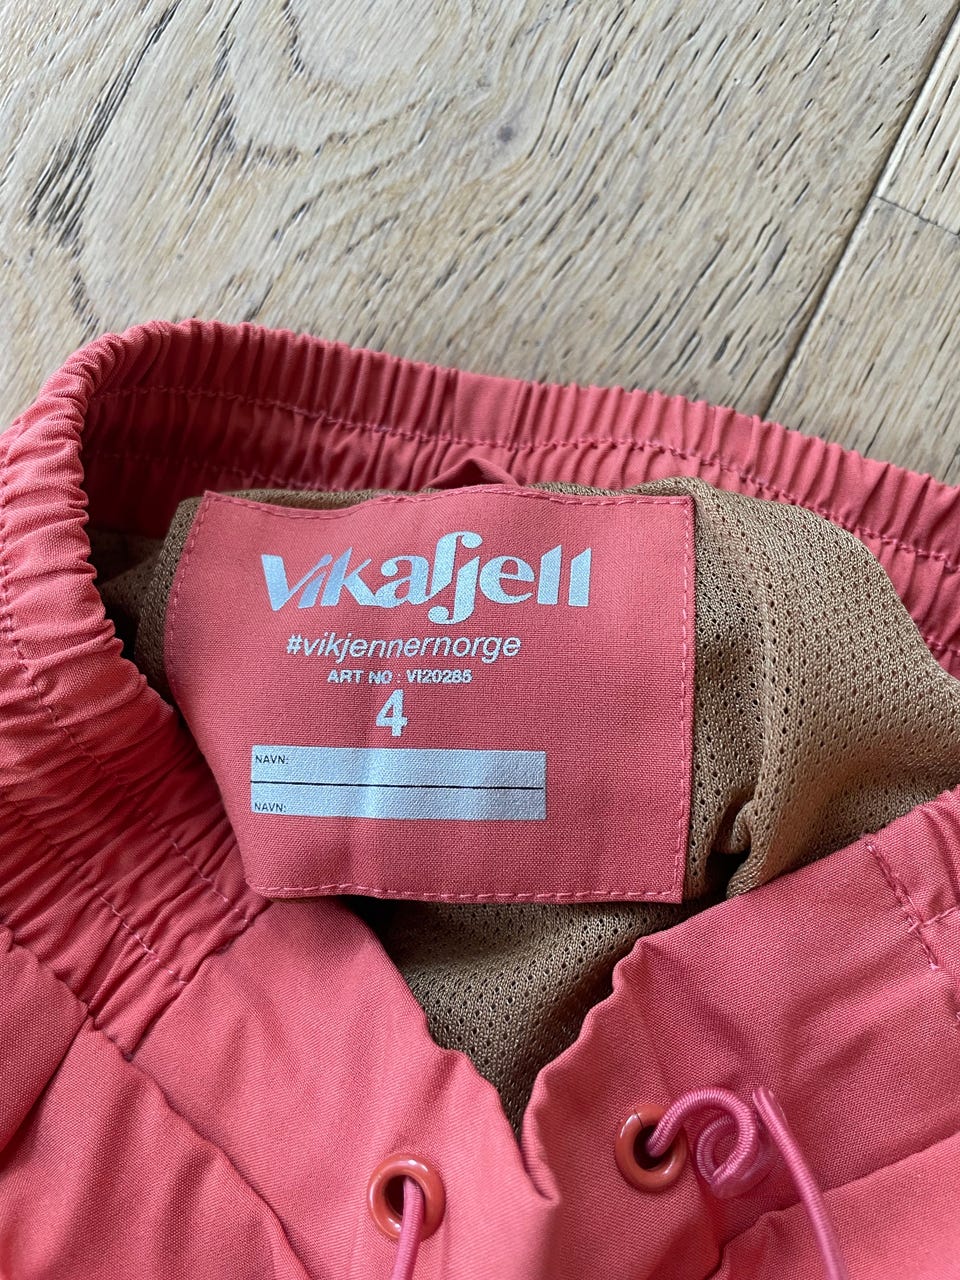 Vikafjell
#vikjennernorge
ART NO : VI20285
4
NAVN:
NAVN: